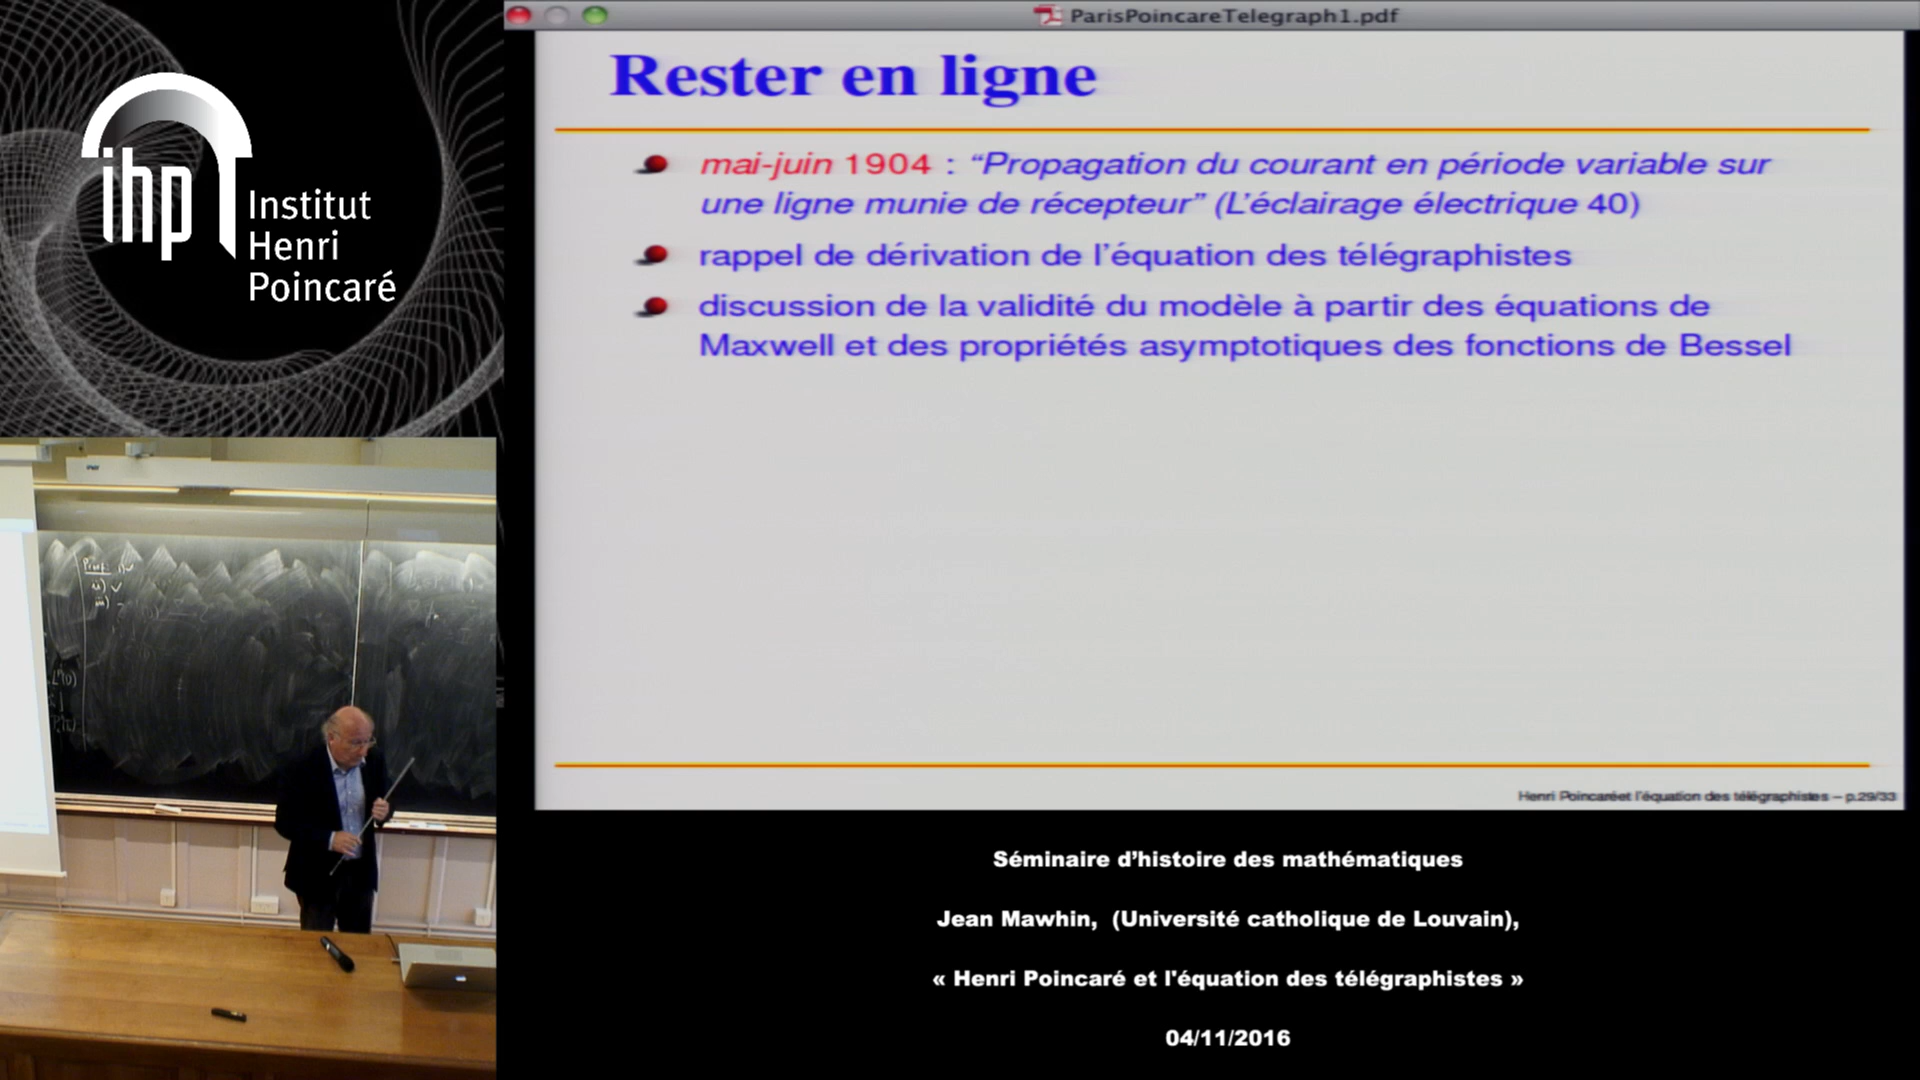 ihp
Institut
Henri
Poincaré
ParisPoincareTelegraph1.pdf
Rester en ligne
mai-juin 1904 : “Propagation du courant en période variable sur
une ligne munie de récepteur” (L’éclairage électrique 40)
rappel de dérivation de l’équation des télégraphistes
discussion de la validité du modèle à partir des équations de
Maxwell et des propriétés asymptotiques des fonctions de Bessel
Henri Poincaréet l’équation des télégraphistes – p.29/33
Séminaire d’histoire des mathématiques
Jean Mawhin, (Université catholique de Louvain),
« Henri Poincaré et l'équation des télégraphistes »
04/11/2016